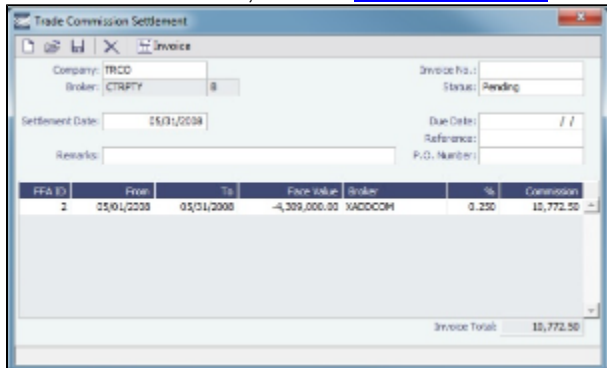 Trade Commission Settlement
Invoice
Company: TRCO Invoice No.:
Broker: CTRPTY B Status: Pending
Settlement Date: 05/31/2008 Due Date: / /
Reference:
Remarks: P.O. Number:
FFA ID From To Face Value Broker % Commission
2 05/01/2008 05/31/2008 -4,309,000.00 XADDCOM 0.250 10,772.50
Invoice Total: 10,772.50